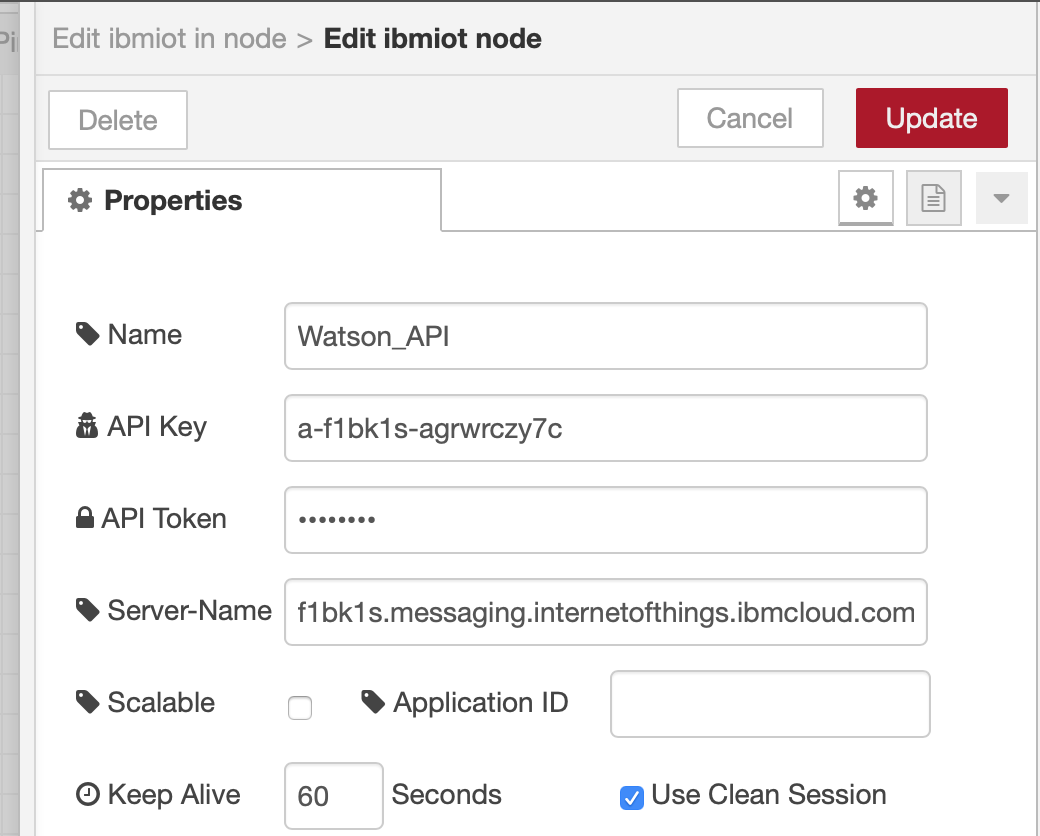 Edit ibmiot in node > Edit ibmiot node
Delete Cancel Update
Properties
Name Watson_API
API Key a-f1bk1s-agrwrczy7c
API Token ••••••••
Server-Name f1bk1s.messaging.internetofthings.ibmcloud.com
Scalable Application ID
Keep Alive 60 Seconds Use Clean Session